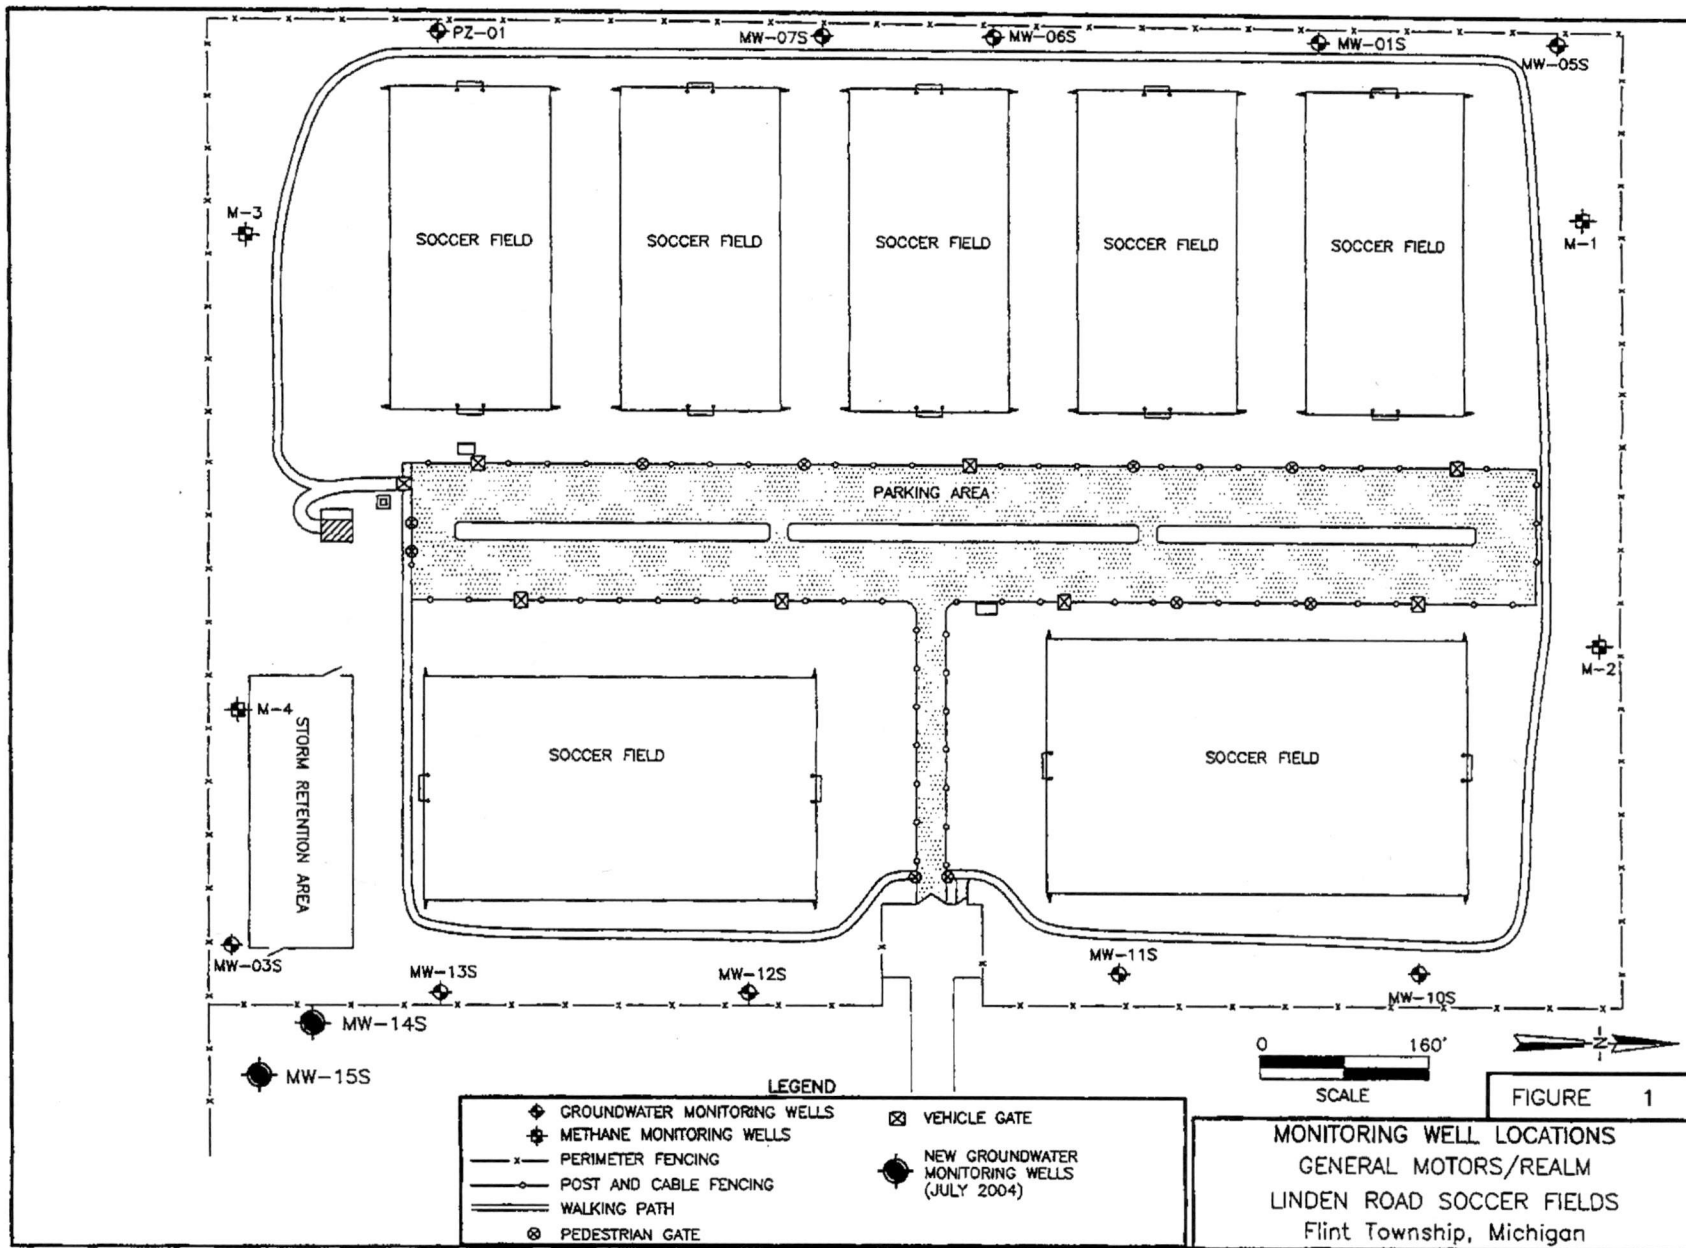 PZ-01
MW-07S
MW-06S
MW-01S
MW-05S
M-3
M-1
SOCCER FIELD
SOCCER FIELD
SOCCER FIELD
SOCCER FIELD
SOCCER FIELD
PARKING AREA
M-2
M-4
STORM RETENTION AREA
SOCCER FIELD
SOCCER FIELD
MW-03S
MW-13S
MW-12S
MW-11S
MW-10S
MW-14S
MW-15S
0 160'
SCALE
N
LEGEND
GROUNDWATER MONITORING WELLS
METHANE MONITORING WELLS
PERIMETER FENCING
POST AND CABLE FENCING
WALKING PATH
PEDESTRIAN GATE
VEHICLE GATE
NEW GROUNDWATER
MONITORING WELLS
(JULY 2004)
FIGURE 1
MONITORING WELL LOCATIONS
GENERAL MOTORS/REALM
LINDEN ROAD SOCCER FIELDS
Flint Township, Michigan